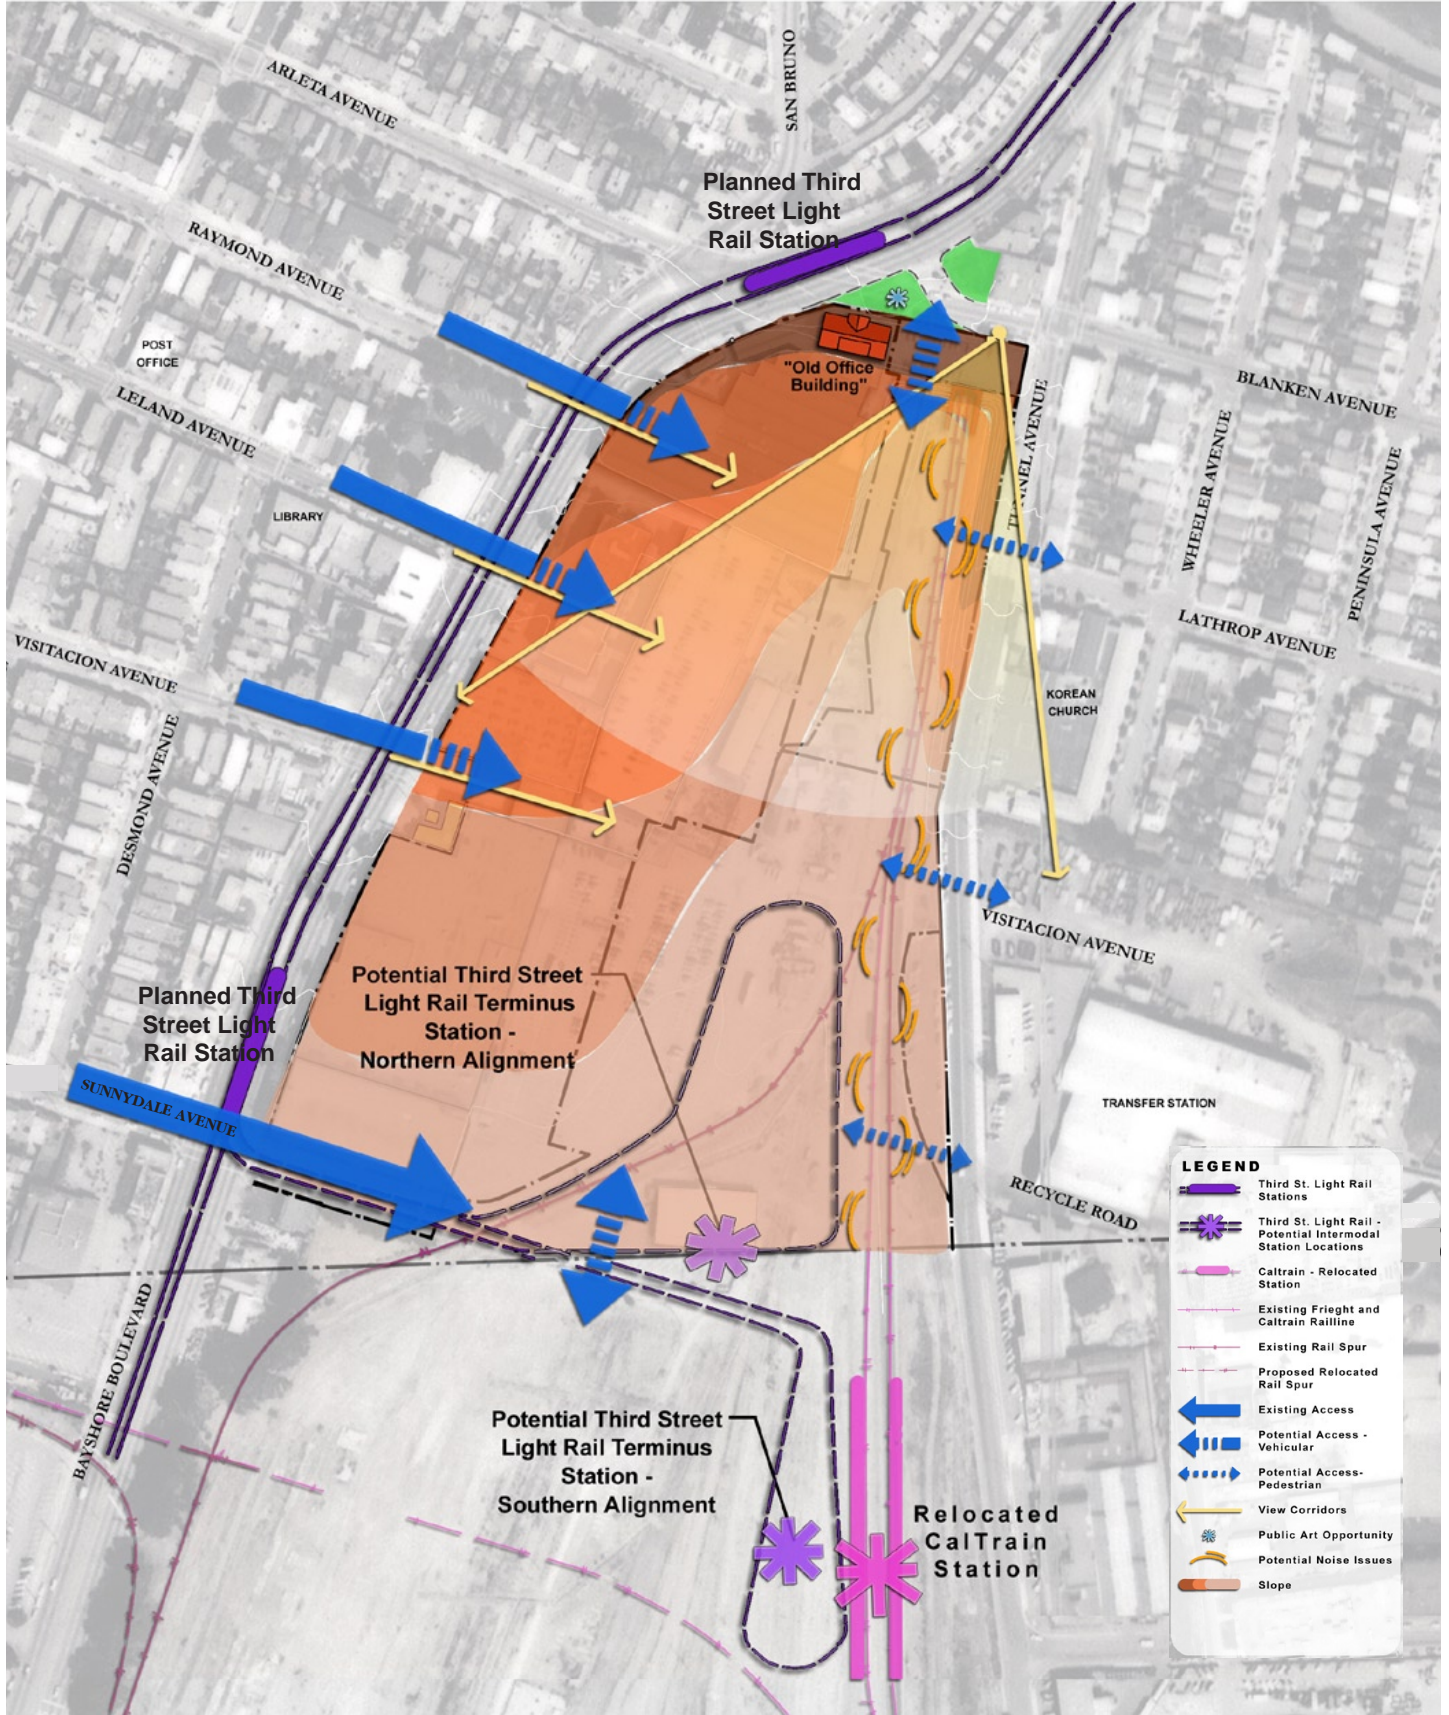 SAN BRUNO
ARLETA AVENUE
Planned Third
Street Light
Rail Station
RAYMOND AVENUE
POST
OFFICE
LELAND AVENUE
"Old Office
Building"
BLANKEN AVENUE
TUNNEL AVENUE
WHEELER AVENUE
PENINSULA AVENUE
LIBRARY
LATHROP AVENUE
VISITACION AVENUE
KOREAN
CHURCH
DESMOND AVENUE
VISITACION AVENUE
Potential Third Street
Light Rail Terminus
Station -
Northern Alignment
Planned Third
Street Light
Rail Station
SUNNYDALE AVENUE
TRANSFER STATION
RECYCLE ROAD
BAYSHORE BOULEVARD
Potential Third Street
Light Rail Terminus
Station -
Southern Alignment
Relocated
CalTrain
Station
LEGEND
Third St. Light Rail
Stations
Third St. Light Rail -
Potential Intermodal
Station Locations
Caltrain - Relocated
Station
Existing Frieght and
Caltrain Railline
Existing Rail Spur
Proposed Relocated
Rail Spur
Existing Access
Potential Access -
Vehicular
Potential Access-
Pedestrian
View Corridors
Public Art Opportunity
Potential Noise Issues
Slope